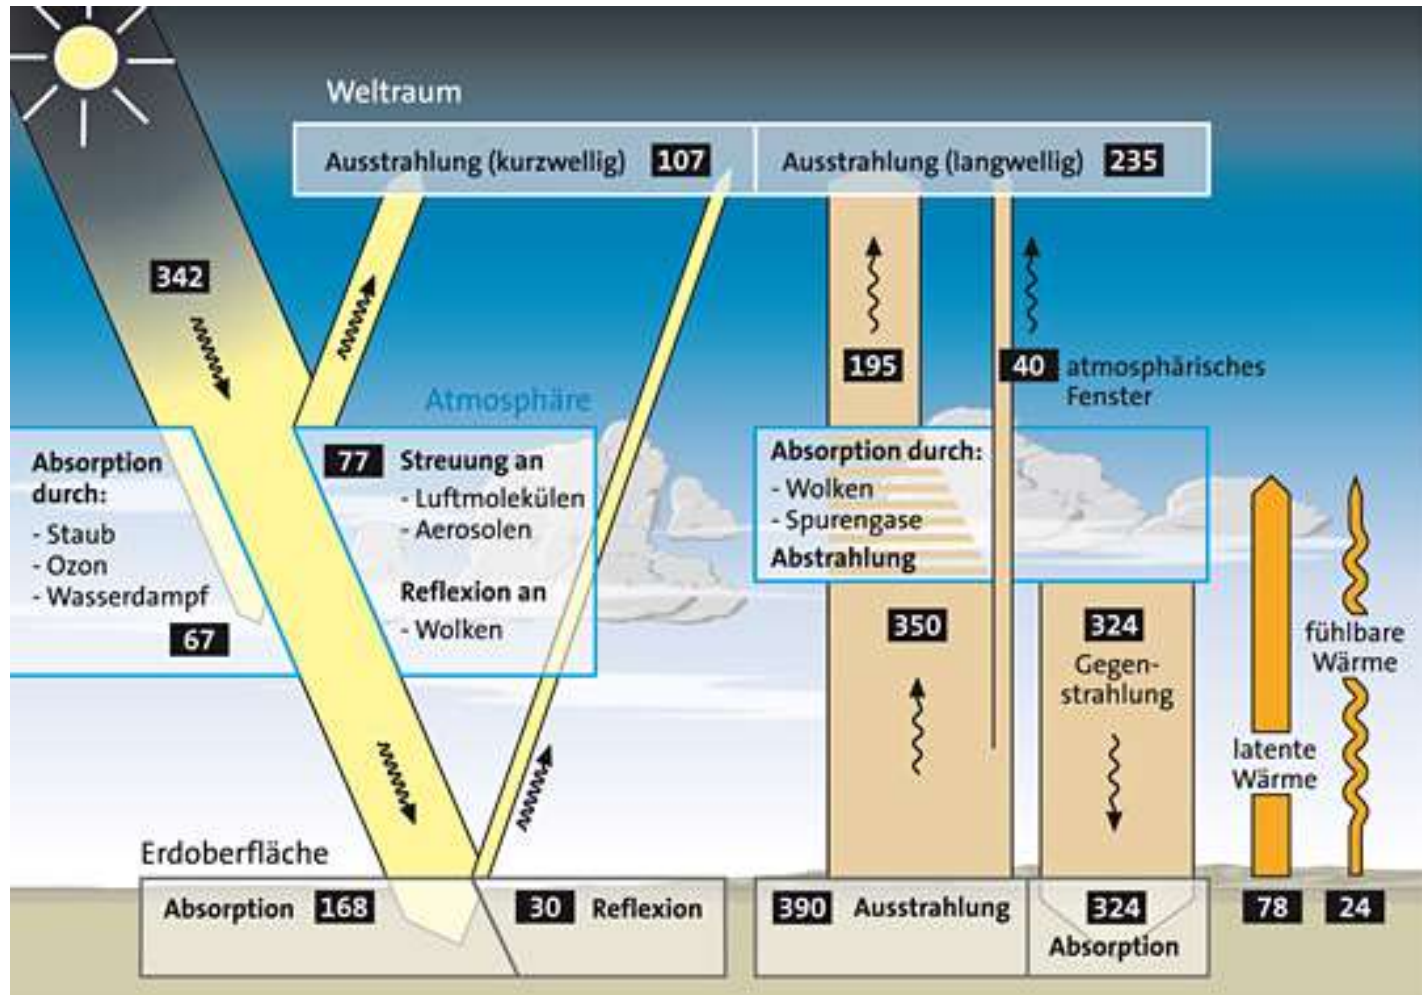 Weltraum
Ausstrahlung (kurzwellig) 107
Ausstrahlung (langwellig) 235
342
195
40 atmosphärisches
Fenster
Atmosphäre
Absorption
durch:
- Staub
- Ozon
- Wasserdampf
67
77 Streuung an
- Luftmolekülen
- Aerosolen
Reflexion an
- Wolken
Absorption durch:
- Wolken
- Spurengase
Abstrahlung
350
324
Gegen-
strahlung
latente
Wärme
fühlbare
Wärme
Erdoberfläche
Absorption 168
30 Reflexion
390 Ausstrahlung
324
Absorption
78
24